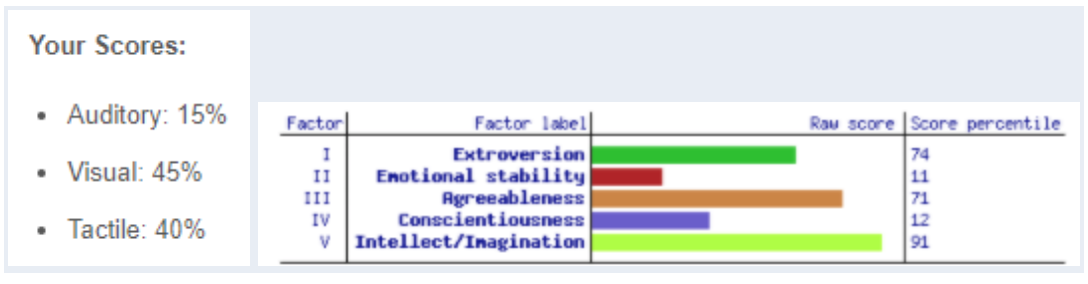 Your Scores:
• Auditory: 15%
• Visual: 45%
• Tactile: 40%
Factor Factor label Raw score Score percentile
I Extroversion 74
II Emotional stability 11
III Agreeableness 71
IV Conscientiousness 12
V Intellect/Imagination 91